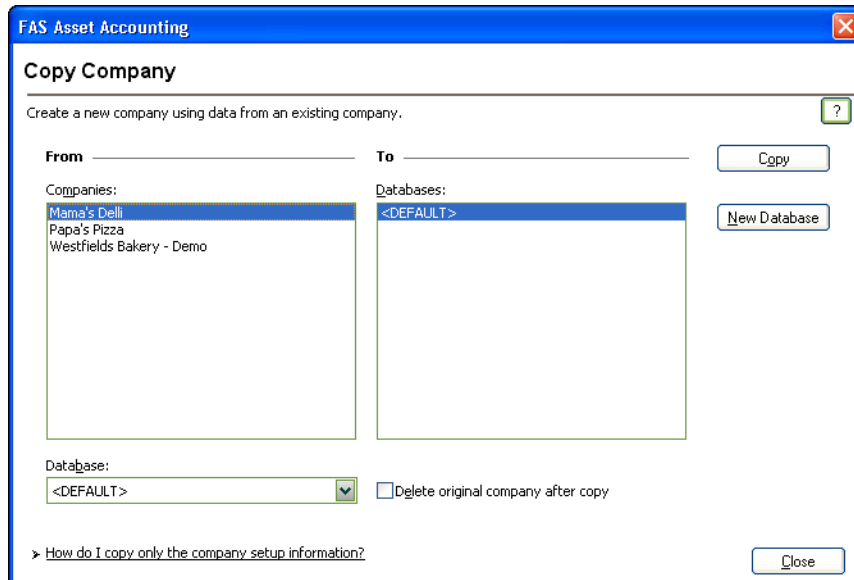 FAS Asset Accounting
Copy Company
Create a new company using data from an existing company.
?
From
To
Copy
Companies:
Databases:
Mama's Delli
<DEFAULT>
New Database
Papa's Pizza
Westfields Bakery - Demo
Database:
<DEFAULT>
Delete original company after copy
How do I copy only the company setup information?
Close